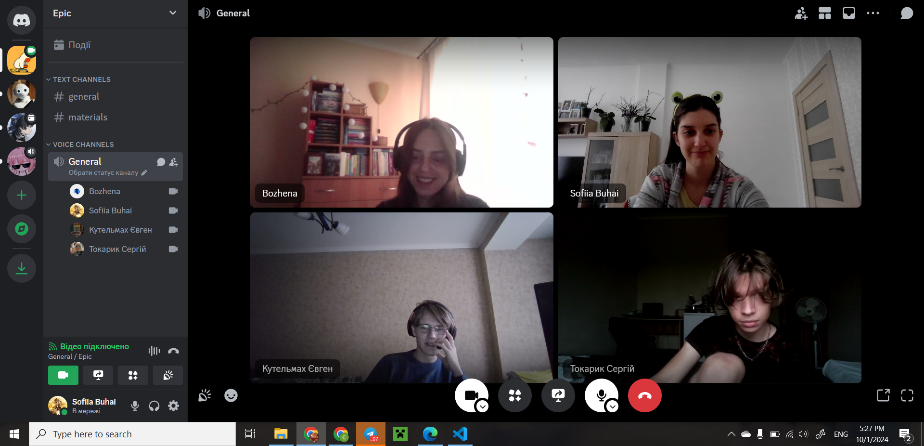 Epic
General
Події
TEXT CHANNELS
general
materials
VOICE CHANNELS
General
Обрати статус каналу
Bozhena
Sofiia Buhai
Кутельмах Євген
Токарик Сергій
Bozhena
Sofiia Buhai
Кутельмах Євген
Токарик Сергій
Відео підключено
General / Epic
Sofiia Buhai
В мережі
Type here to search
ENG
5:27 PM
10/1/2024
2